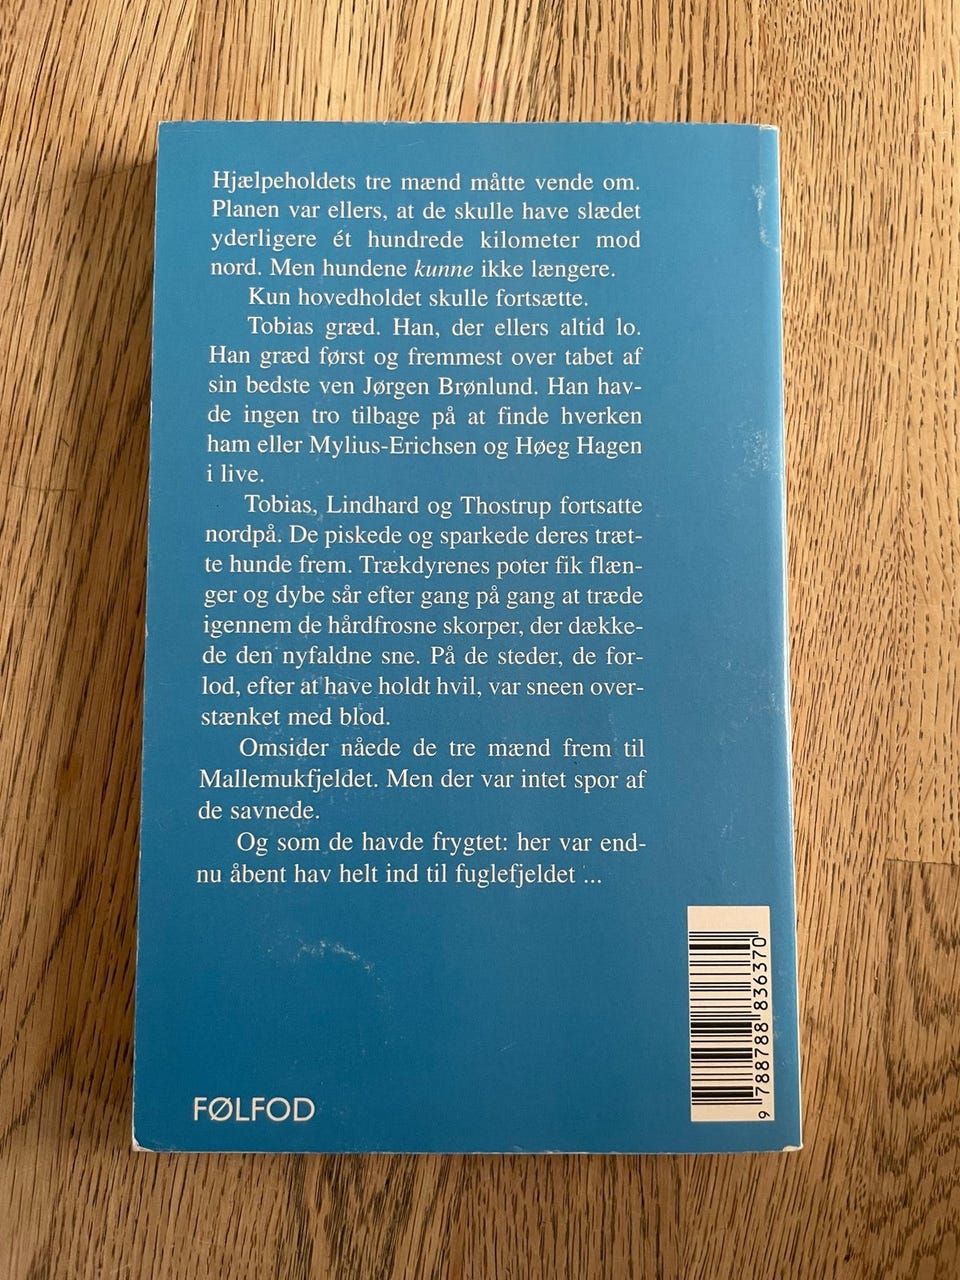 Hjælpeholdets tre mænd måtte vende om.
Planen var ellers, at de skulle have slædet
yderligere ét hundrede kilometer mod
nord. Men hundene kunne ikke længere.
Kun hovedholdet skulle fortsætte.
Tobias græd. Han, der ellers altid lo.
Han græd først og fremmest over tabet af
sin bedste ven Jørgen Brønlund. Han hav-
de ingen tro tilbage på at finde hverken
ham eller Mylius-Erichsen og Høeg Hagen
i live.
Tobias, Lindhard og Thostrup fortsatte
nordpå. De piskede og sparkede deres træt-
te hunde frem. Trækdyrenes poter fik flæn-
ger og dybe sår efter gang på gang at træde
igennem de hårdfrosne skorper, der dække-
de den nyfaldne sne. På de steder, de for-
lod, efter at have holdt hvil, var sneen over-
stænket med blod.
Omsider nåede de tre mænd frem til
Mallemukfjeldet. Men der var intet spor af
de savnede.
Og som de havde frygtet: her var end-
nu åbent hav helt ind til fuglefjeldet ...
9 788788 836370
FØLFOD